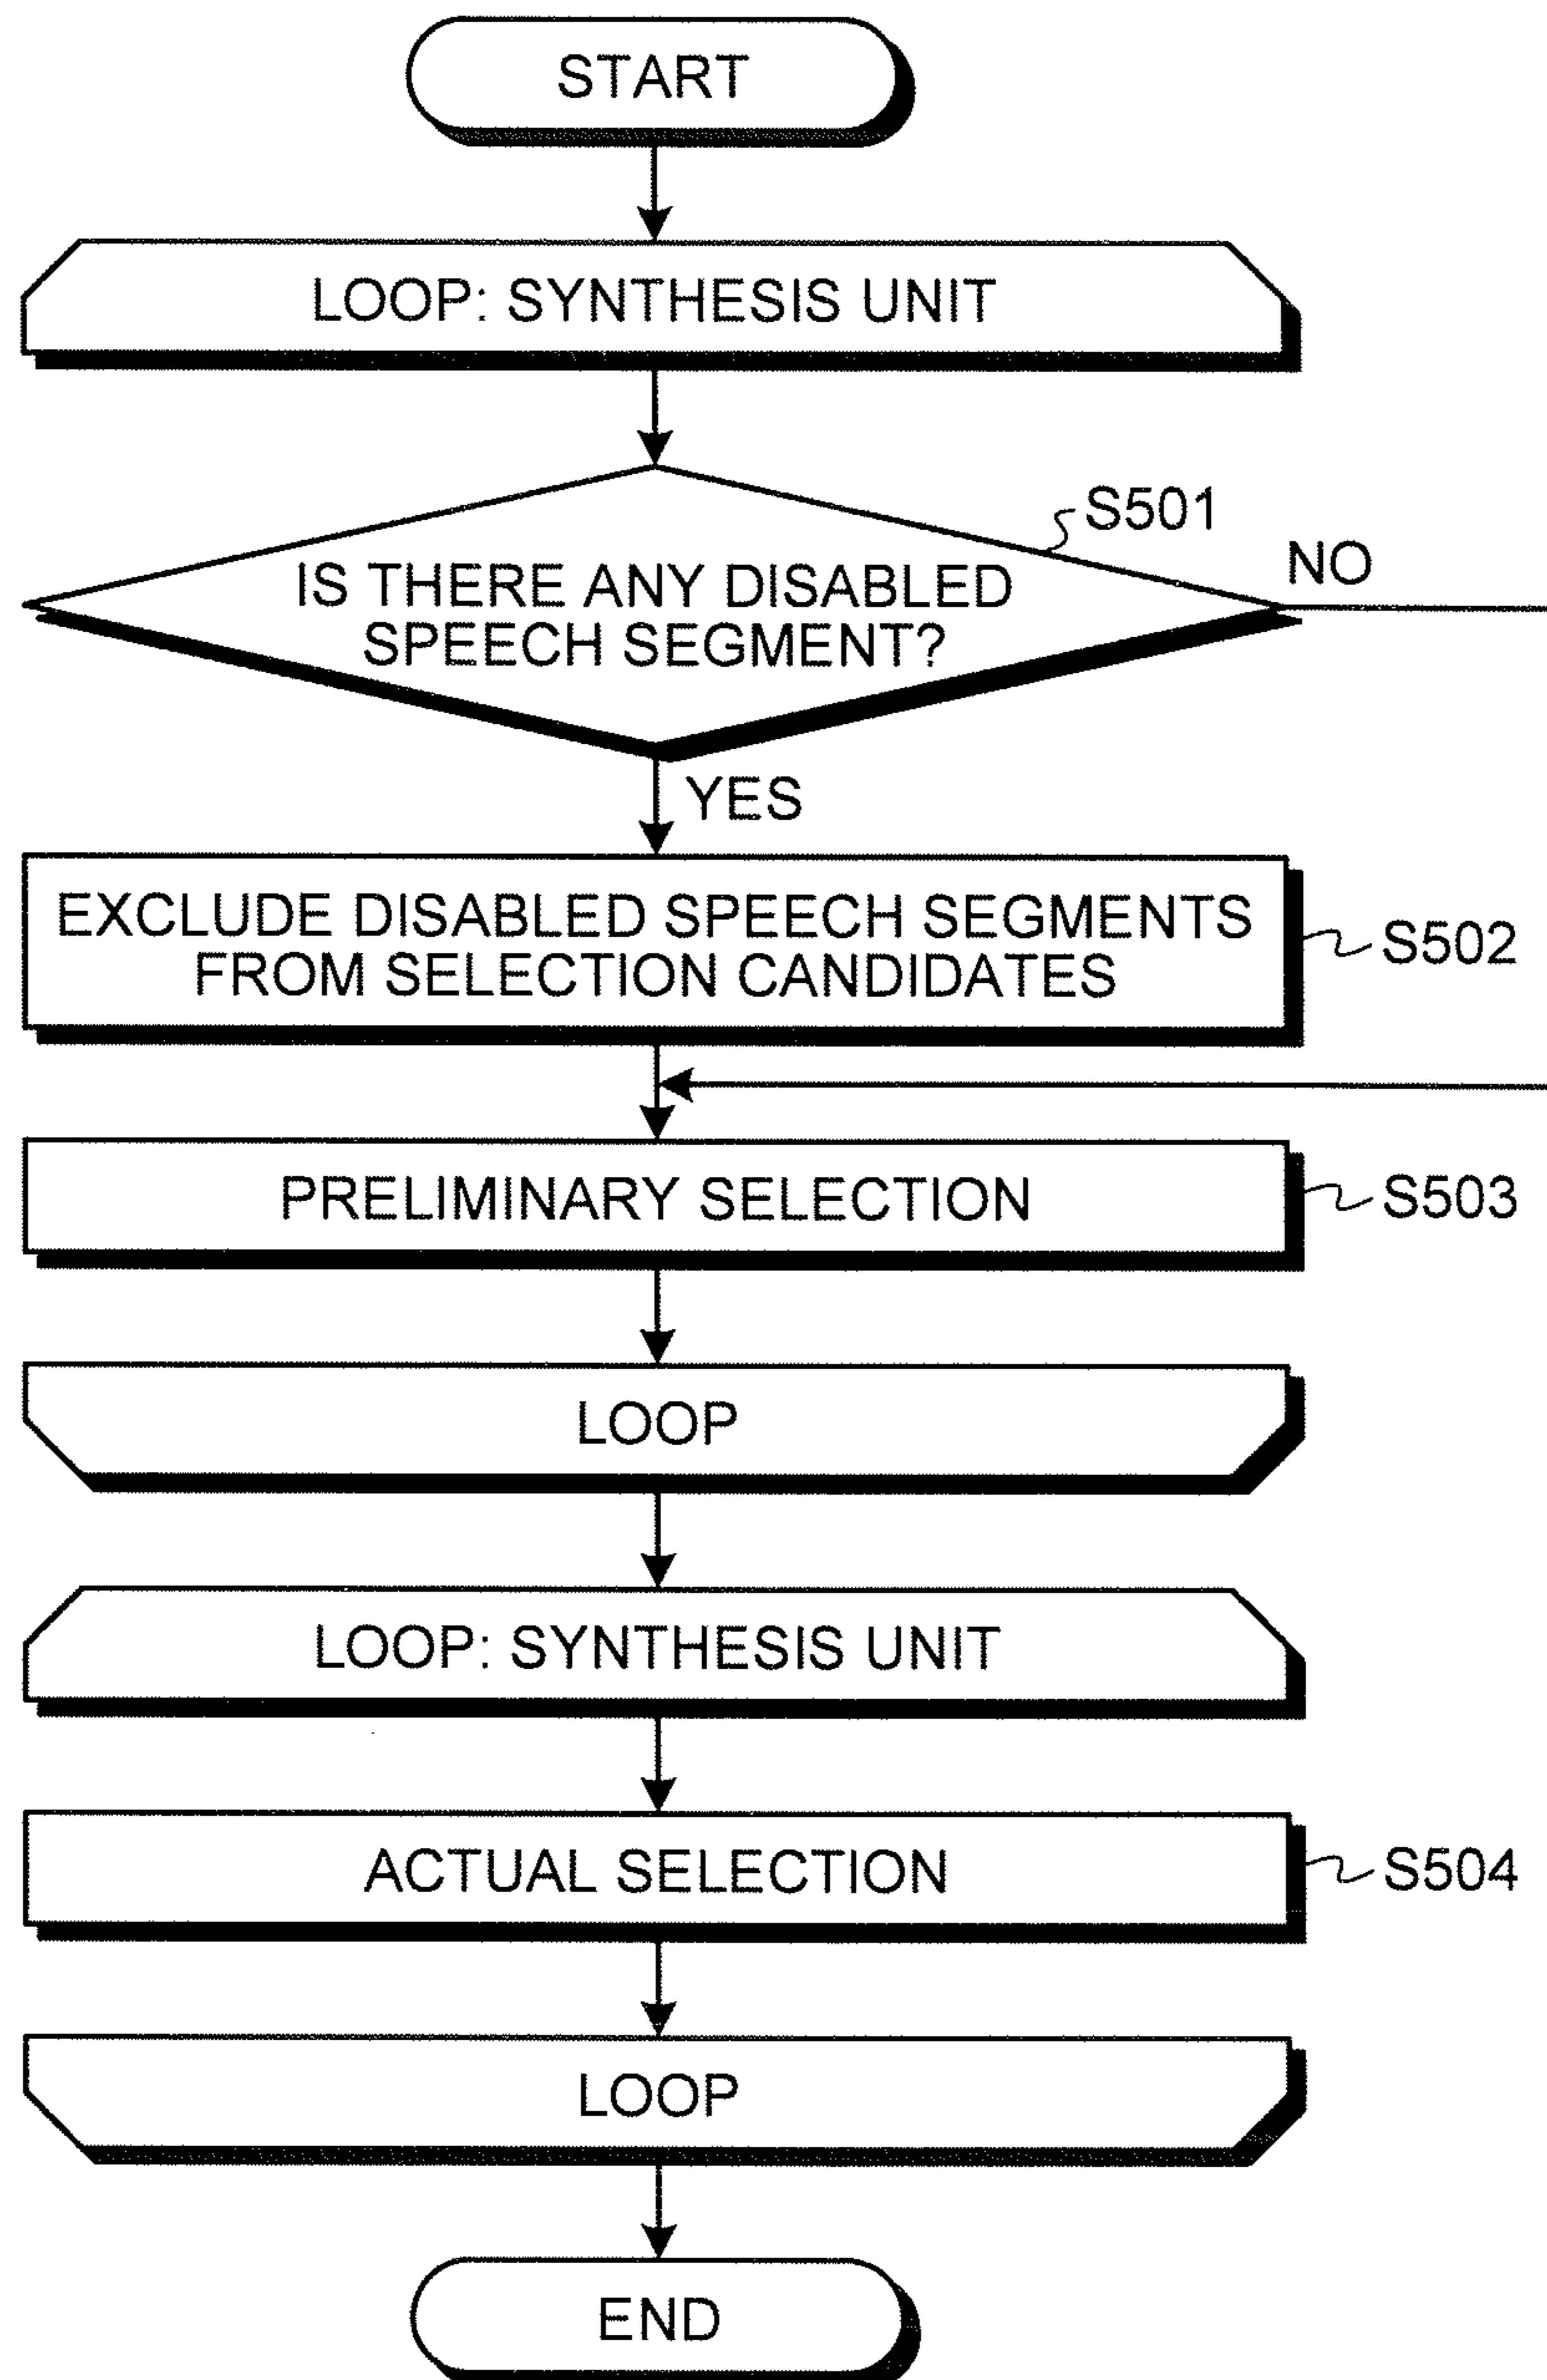 START
LOOP: SYNTHESIS UNIT
S501
NO
IS THERE ANY DISABLED
SPEECH SEGMENT?
YES
EXCLUDE DISABLED SPEECH SEGMENTS
FROM SELECTION CANDIDATES
S502
PRELIMINARY SELECTION
S503
LOOP
LOOP: SYNTHESIS UNIT
ACTUAL SELECTION
S504
LOOP
END